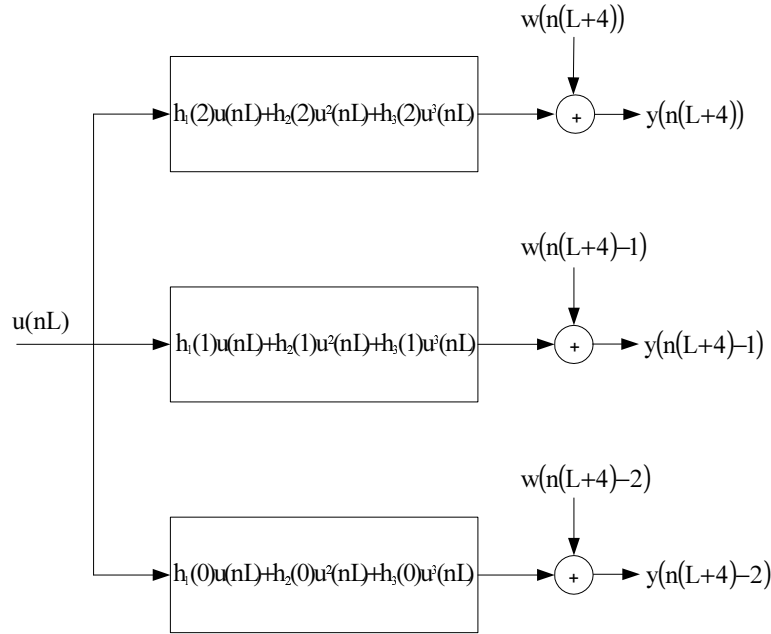 w(n(L+4))
h₁(2)u(nL)+h₂(2)u²(nL)+h₃(2)u³(nL)
+
y(n(L+4))
w(n(L+4)−1)
u(nL)
h₁(1)u(nL)+h₂(1)u²(nL)+h₃(1)u³(nL)
+
y(n(L+4)−1)
w(n(L+4)−2)
h₁(0)u(nL)+h₂(0)u²(nL)+h₃(0)u³(nL)
+
y(n(L+4)−2)